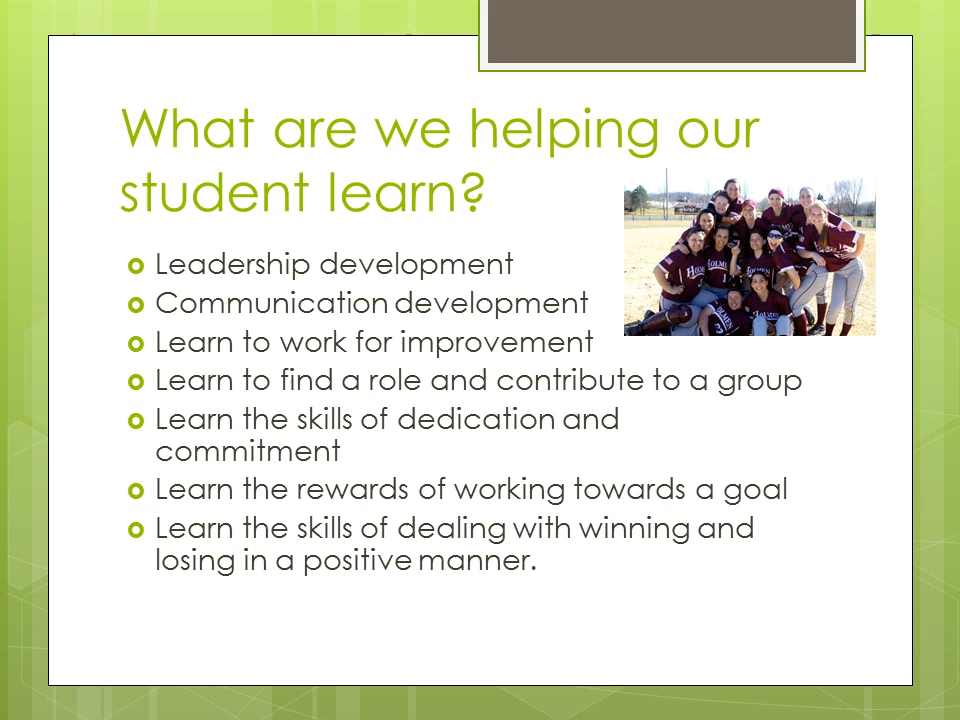 What are we helping our
student learn?
Leadership development
Communication development
Learn to work for improvement
Learn to find a role and contribute to a group
Learn the skills of dedication and
commitment
Learn the rewards of working towards a goal
Learn the skills of dealing with winning and
losing in a positive manner.
HOLMEN
HOLMEN